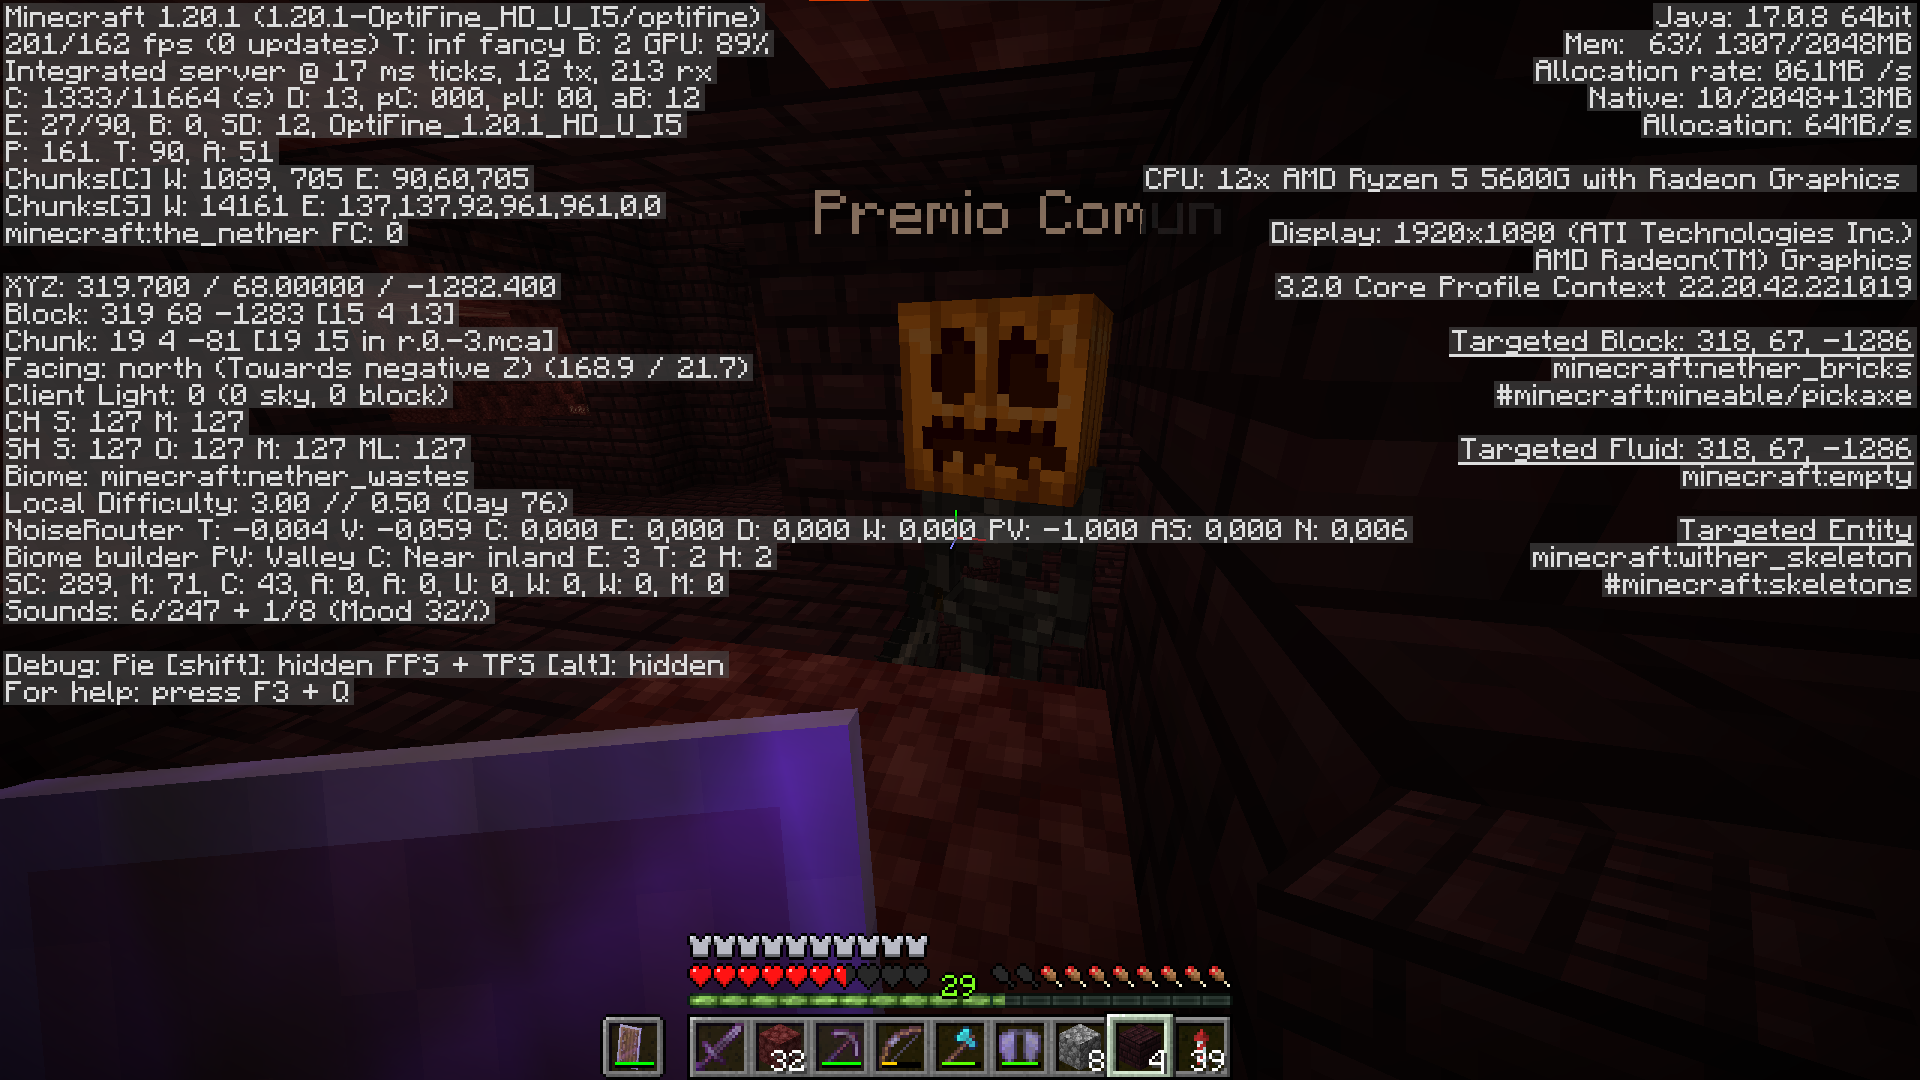 Minecraft 1.20.1 (1.20.1-OptiFine_HD_U_I5/optifine)
201/162 fps (0 updates) T: inf fancy B: 2 GPU: 89%
Integrated server @ 17 ms ticks, 12 tx, 213 rx
C: 1333/11664 (s) D: 13, pC: 000, pU: 00, aB: 12
E: 27/90, B: 0, SD: 12, OptiFine_1.20.1_HD_U_I5
P: 161. T: 90, A: 51
Chunks[C] W: 1089, 705 E: 90,60,705
Chunks[S] W: 14161 E: 137,137,92,961,961,0,0
minecraft:the_nether FC: 0
XYZ: 319.700 / 68.00000 / -1282.400
Block: 319 68 -1283 [15 4 13]
Chunk: 19 4 -81 [19 15 in r.0.-3.mca]
Facing: north (Towards negative Z) (168.9 / 21.7)
Client Light: 0 (0 sky, 0 block)
CH S: 127 M: 127
SH S: 127 O: 127 M: 127 ML: 127
Biome: minecraft:nether_wastes
Local Difficulty: 3.00 // 0.50 (Day 76)
NoiseRouter T: -0,004 V: -0,059 C: 0,000 E: 0,000 D: 0,000 W: 0,000 PV: -1,000 AS: 0,000 N: 0,006
Biome builder PV: Valley C: Near inland E: 3 T: 2 H: 2
SC: 289, M: 71, C: 43, A: 0, A: 0, U: 0, W: 0, W: 0, M: 0
Sounds: 6/247 + 1/8 (Mood 32%)
Debug: Pie [shift]: hidden FPS + TPS [alt]: hidden
For help: press F3 + Q
Premio Comun
Java: 17.0.8 64bit
Mem: 63% 1307/2048MB
Allocation rate: 061MB /s
Native: 10/2048+13MB
Allocation: 64MB/s
CPU: 12x AMD Ryzen 5 5600G with Radeon Graphics
Display: 1920x1080 (ATI Technologies Inc.)
AMD Radeon(TM) Graphics
3.2.0 Core Profile Context 22.20.42.221019
Targeted Block: 318, 67, -1286
minecraft:nether_bricks
#minecraft:mineable/pickaxe
Targeted Fluid: 318, 67, -1286
minecraft:empty
Targeted Entity
minecraft:wither_skeleton
#minecraft:skeletons
29
32
8
4
39